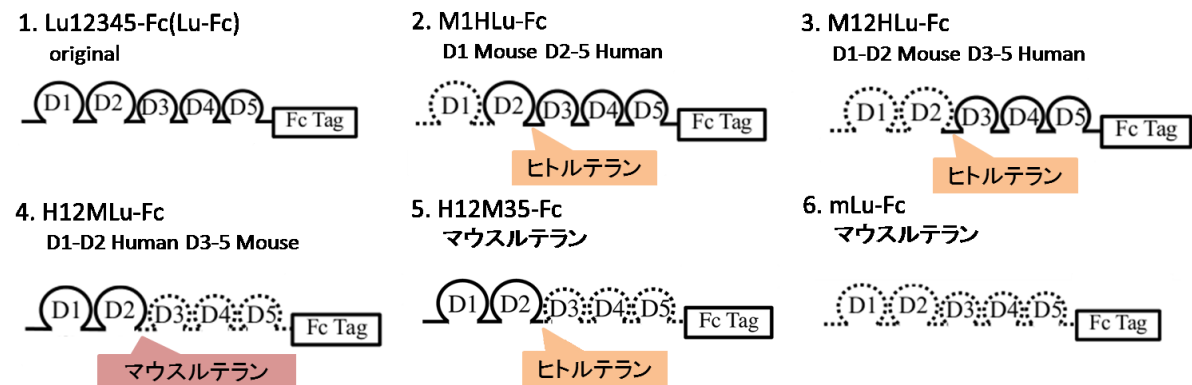 1. Lu12345-Fc(Lu-Fc)
original
D1 D2 D3 D4 D5 Fc Tag
2. M1HLu-Fc
D1 Mouse D2-5 Human
D1 D2 D3 D4 D5 Fc Tag
ヒトルテラン
3. M12HLu-Fc
D1-D2 Mouse D3-5 Human
D1 D2 D3 D4 D5 Fc Tag
ヒトルテラン
4. H12MLu-Fc
D1-D2 Human D3-5 Mouse
D1 D2 D3 D4 D5 Fc Tag
マウスルテラン
5. H12M35-Fc
マウスルテラン
D1 D2 D3 D4 D5 Fc Tag
ヒトルテラン
6. mLu-Fc
マウスルテラン
D1 D2 D3 D4 D5 Fc Tag